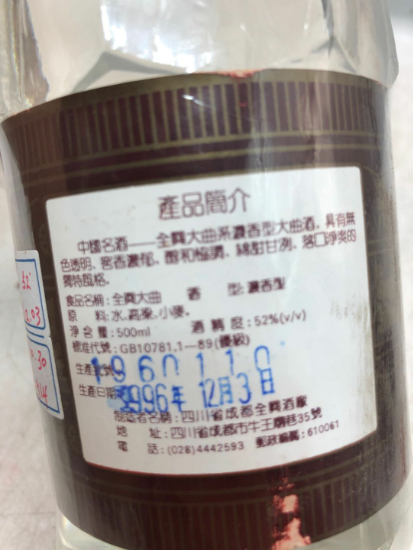 產品簡介
中國名酒——全興大曲系濃香型大曲酒，具有無
色透明、窖香濃郁、醇和協調、綿甜甘洌、落口淨爽的
獨特風格。
食品名稱：全興大曲 酒 型：濃香型
原 料：水、高粱、小麥。
淨 含 量：500ml 酒 精 度：52%(v/v)
標准代號：GB10781.1—89(優級)
生產 1960110
生產日期 1996年 12月3日
製造者名稱：四川省成都全興酒廠
地 址：四川省成都市牛王廟巷35號
電 話：(028)4442593 郵政編碼：610061